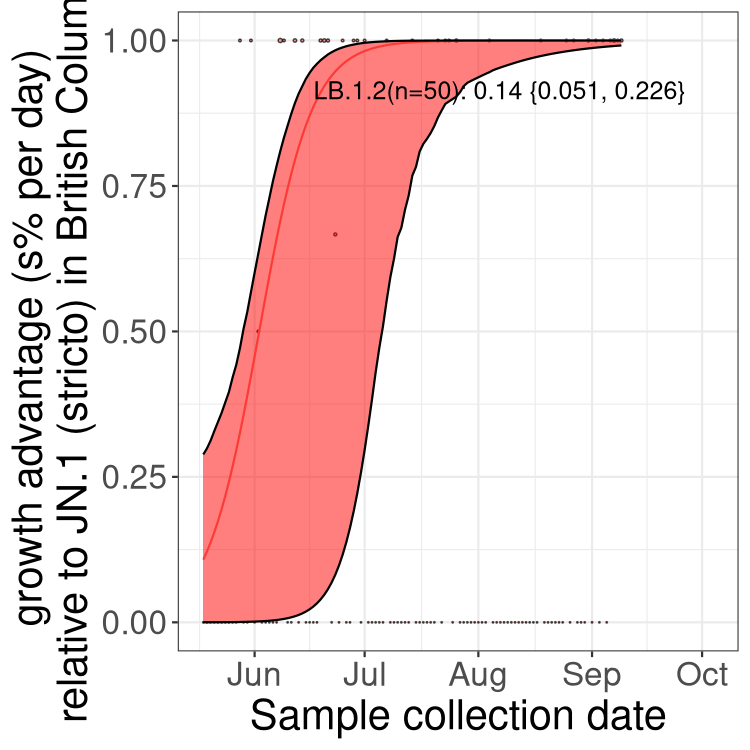 growth advantage (s% per day)
relative to JN.1 (stricto) in British Colum
1.00
0.75
0.50
0.25
0.00
LB.1.2(n=50): 0.14 {0.051, 0.226}
Jun Jul Aug Sep Oct
Sample collection date